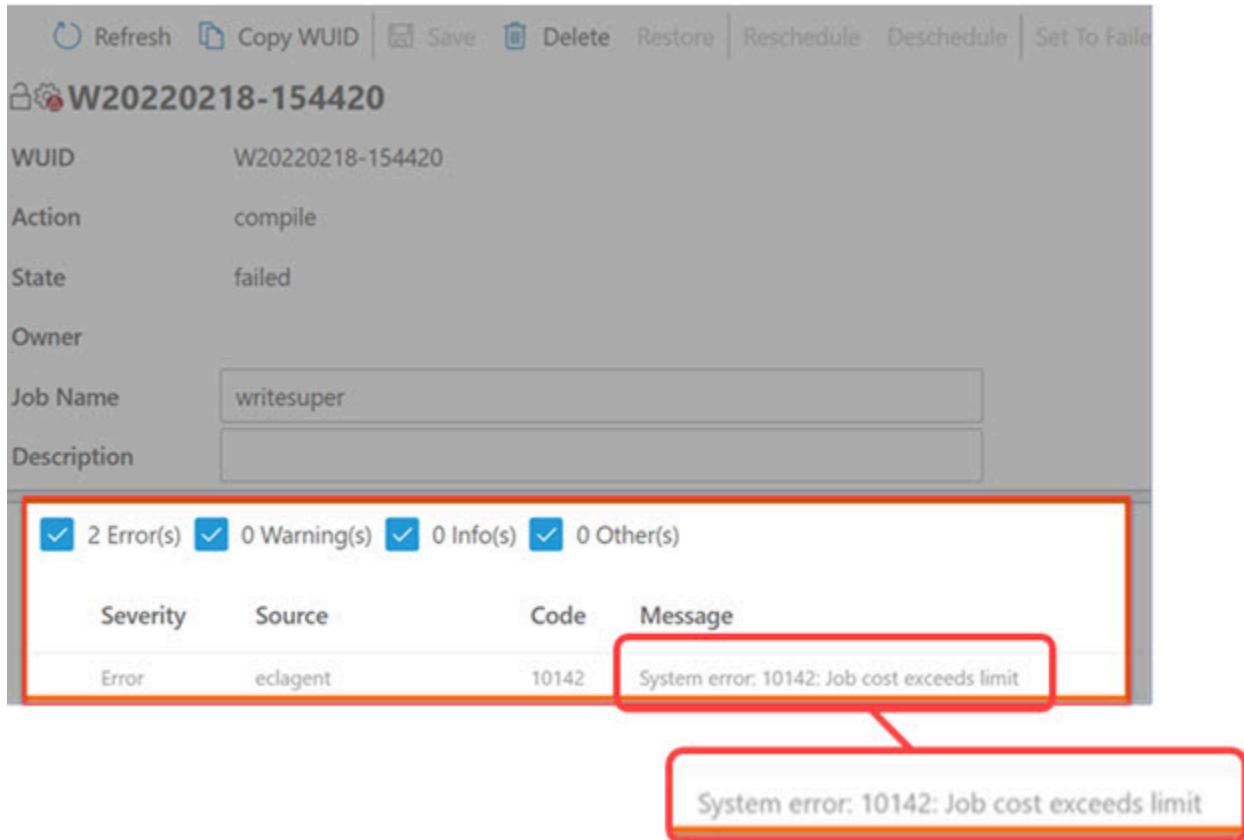 Refresh Copy WUID Save Delete Restore Reschedule Deschedule Set To Faile
W20220218-154420
WUID W20220218-154420
Action compile
State failed
Owner
Job Name writesuper
Description
2 Error(s) 0 Warning(s) 0 Info(s) 0 Other(s)
Severity Source Code Message
Error eclagent 10142 System error: 10142: Job cost exceeds limit
System error: 10142: Job cost exceeds limit